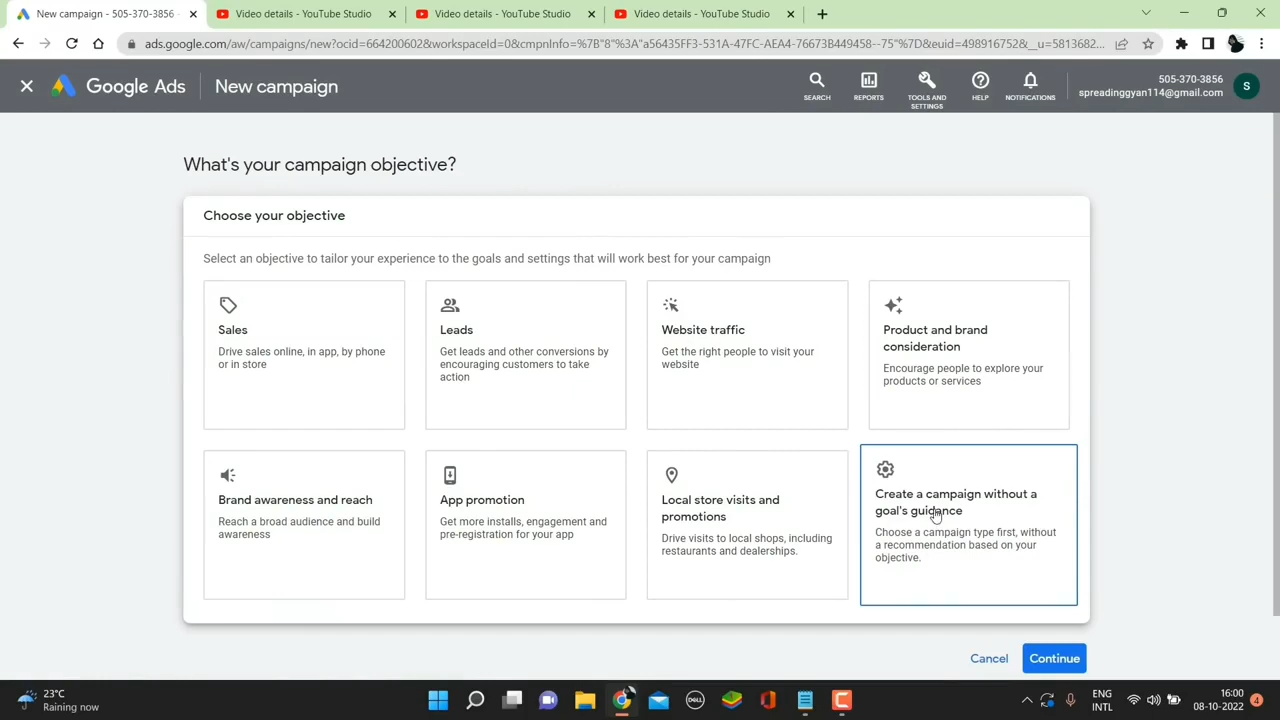 New campaign - 505-370-3856
Video details - YouTube Studio
Video details - YouTube Studio
Video details - YouTube Studio
ads.google.com/aw/campaigns/new?ocid=664200602&workspaceId=0&cmpnInfo=%7B"8"%3A"a56435FF3-531A-47FC-AEA4-76673B449458--75"%7D&euid=498916752&__u=5813682...
Google Ads
New campaign
SEARCH
REPORTS
TOOLS AND
SETTINGS
HELP
NOTIFICATIONS
505-370-3856
spreadinggyan114@gmail.com
S
What's your campaign objective?
Choose your objective
Select an objective to tailor your experience to the goals and settings that will work best for your campaign
Sales
Drive sales online, in app, by phone
or in store
Leads
Get leads and other conversions by
encouraging customers to take
action
Website traffic
Get the right people to visit your
website
Product and brand
consideration
Encourage people to explore your
products or services
Brand awareness and reach
Reach a broad audience and build
awareness
App promotion
Get more installs, engagement and
pre-registration for your app
Local store visits and
promotions
Drive visits to local shops, including
restaurants and dealerships.
Create a campaign without a
goal's guidance
Choose a campaign type first, without
a recommendation based on your
objective.
Cancel
Continue
23°C
Raining now
DELL
ENG
INTL
16:00
08-10-2022
4